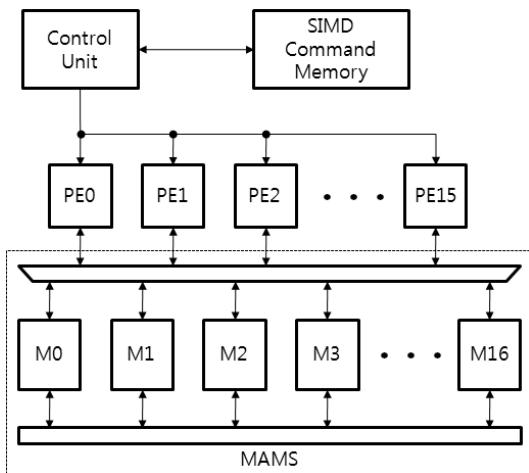 Control
Unit
SIMD
Command
Memory
PE0 PE1 PE2 • • • PE15
M0 M1 M2 M3 • • • M16
MAMS